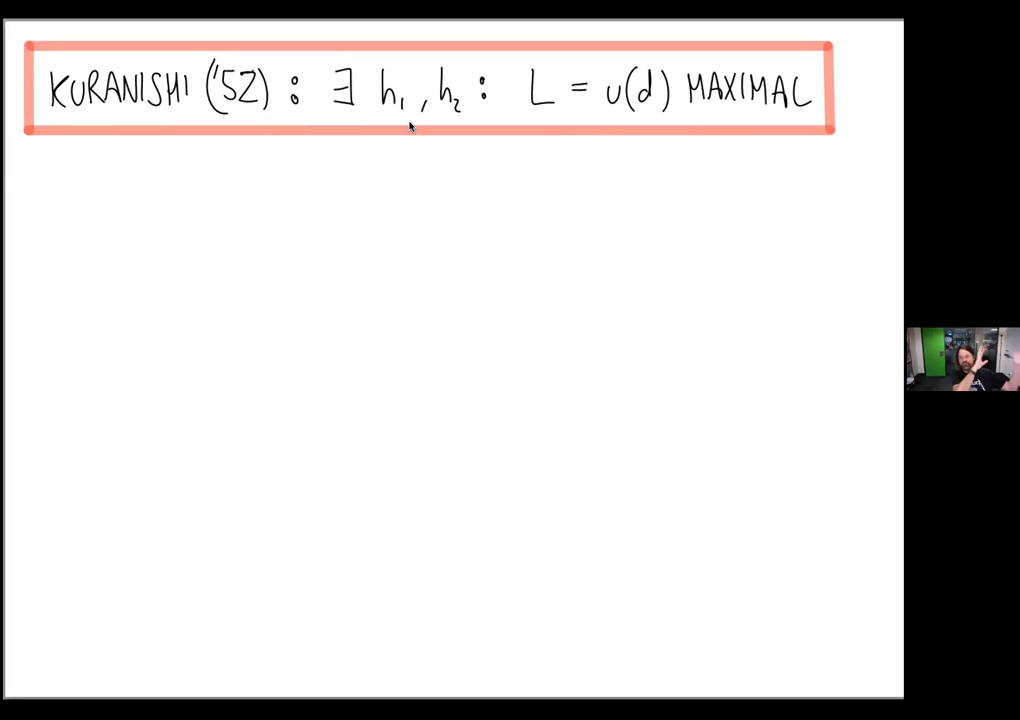 KURANISHI ('52) : ∃ h₁ , h₂ : L = u(d) MAXIMAL